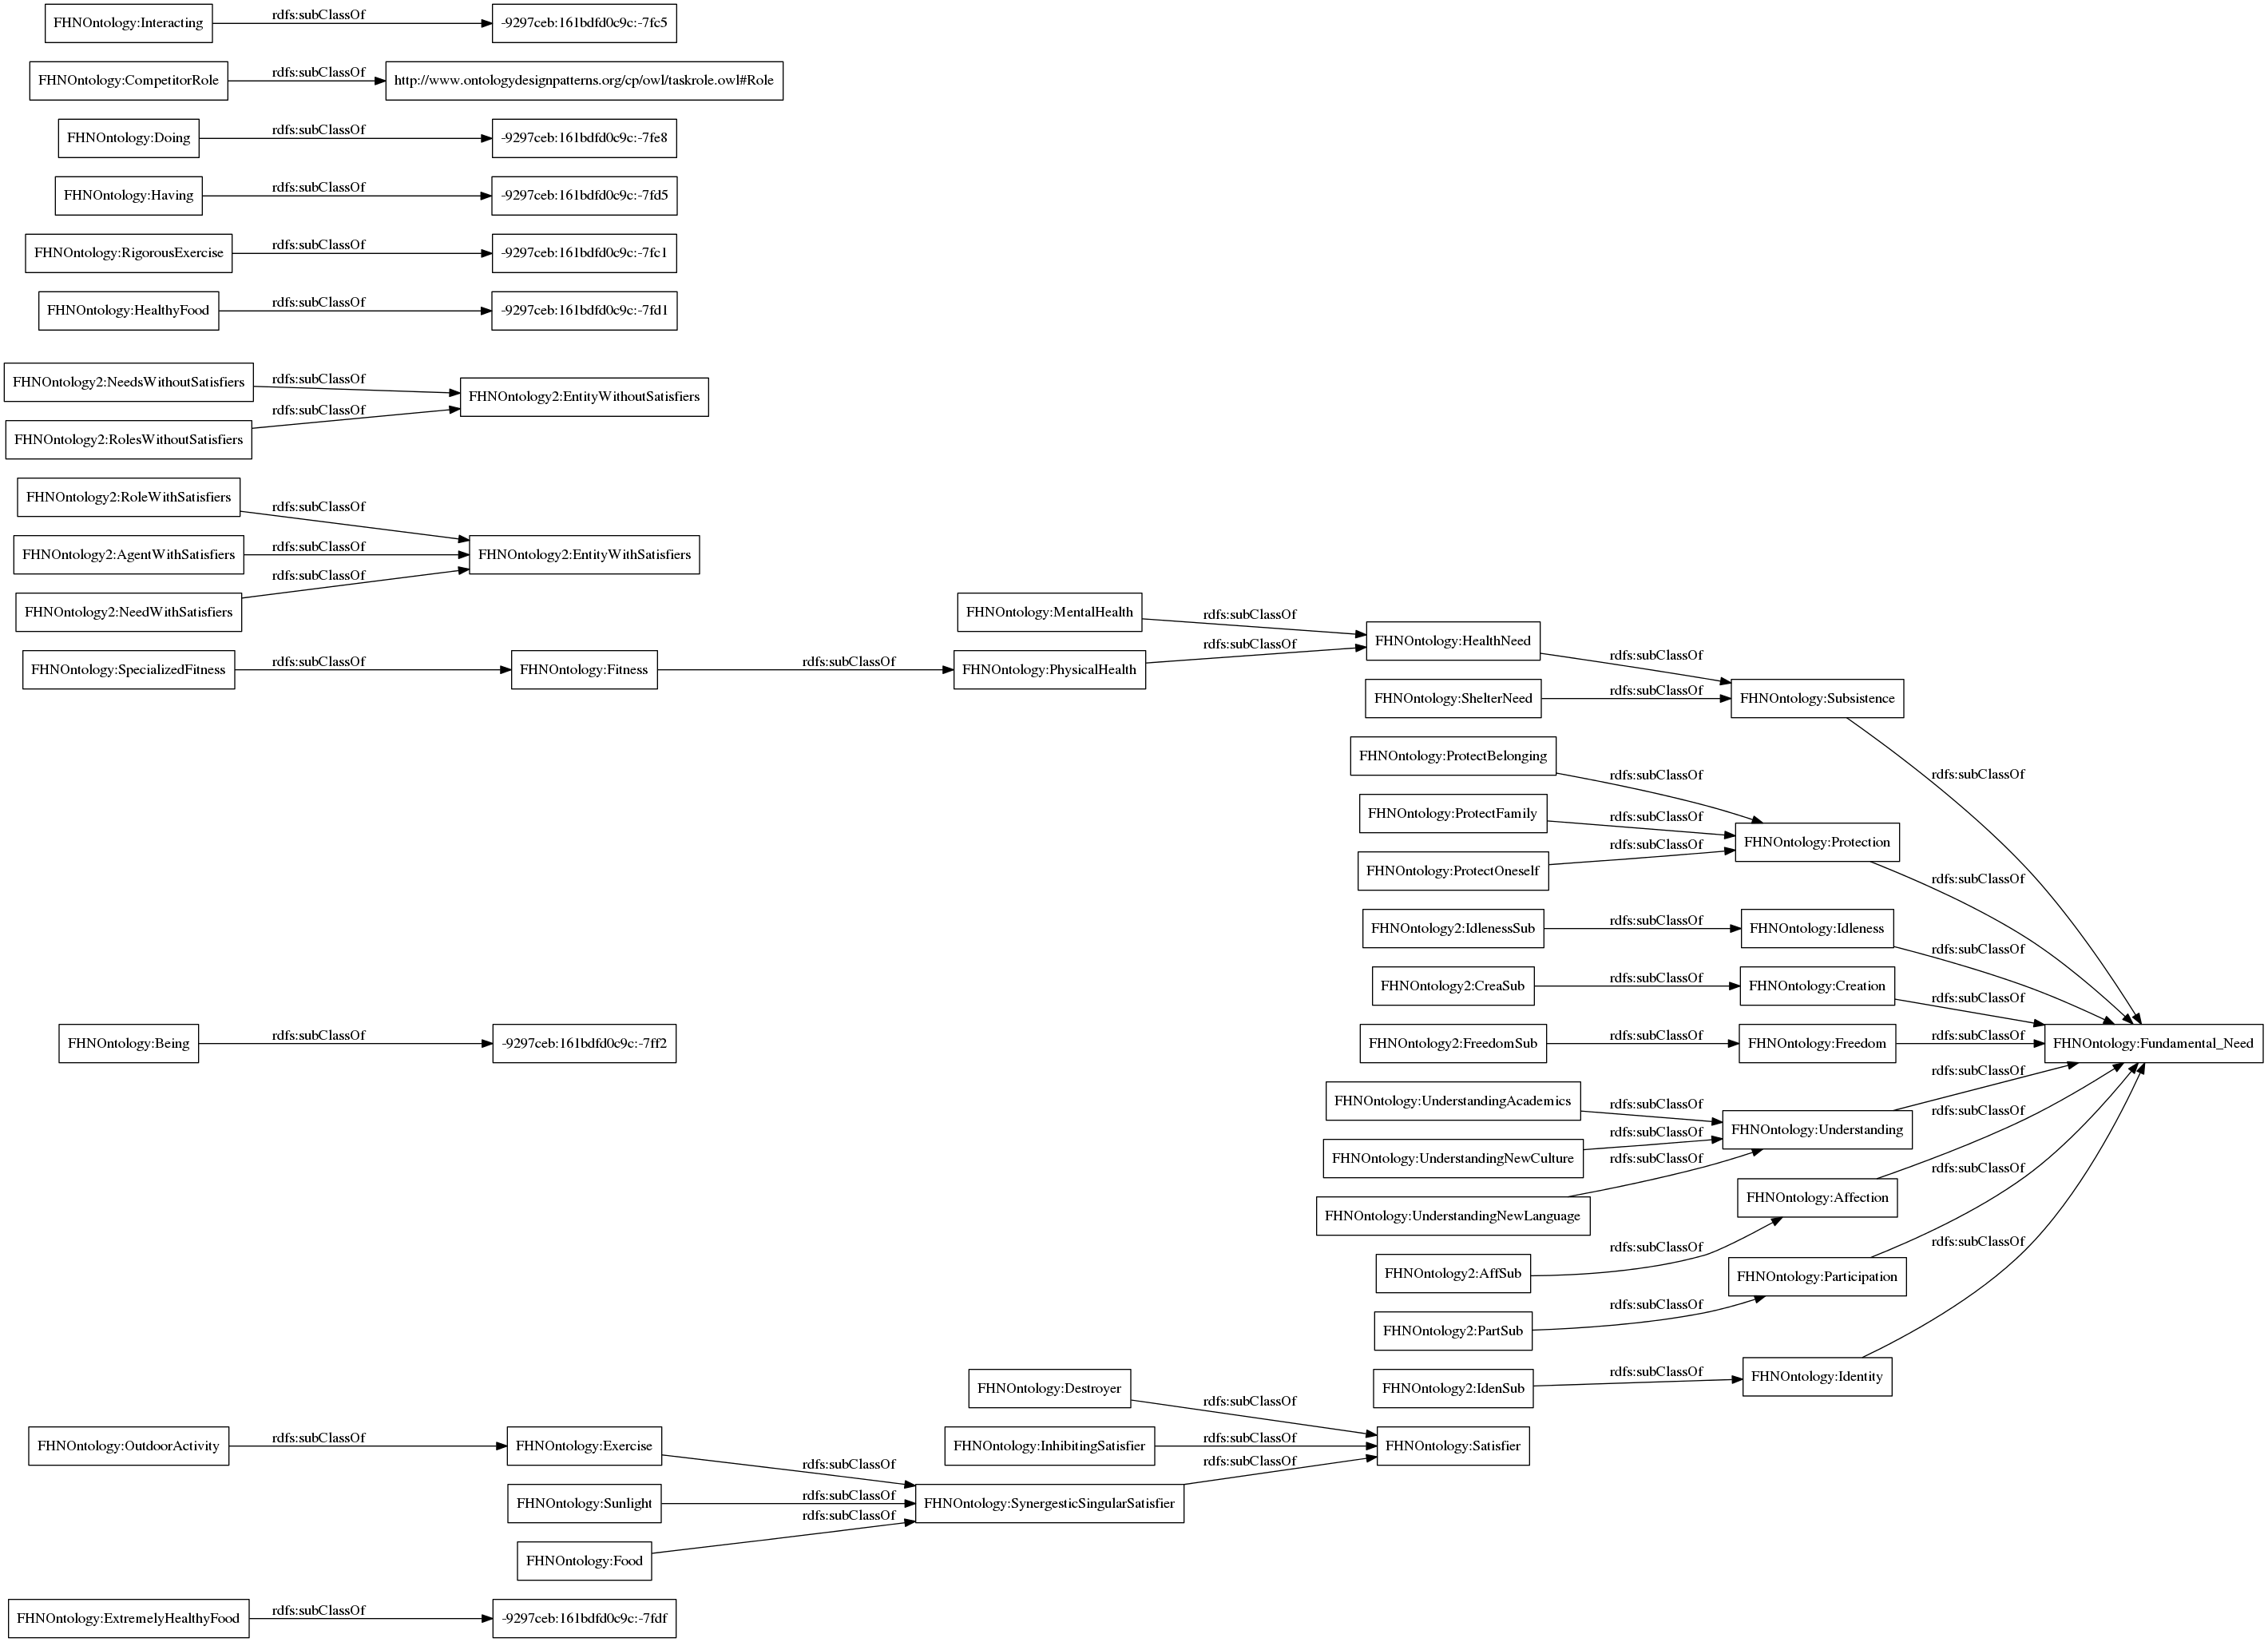 FHNOntology:Interacting rdfs:subClassOf -9297ceb:161bdfd0c9c:-7fc5
FHNOntology:CompetitorRole rdfs:subClassOf http://www.ontologydesignpatterns.org/cp/owl/taskrole.owl#Role
FHNOntology:Doing rdfs:subClassOf -9297ceb:161bdfd0c9c:-7fe8
FHNOntology:Having rdfs:subClassOf -9297ceb:161bdfd0c9c:-7fd5
FHNOntology:RigorousExercise rdfs:subClassOf -9297ceb:161bdfd0c9c:-7fc1
FHNOntology:HealthyFood rdfs:subClassOf -9297ceb:161bdfd0c9c:-7fd1
FHNOntology2:NeedsWithoutSatisfiers rdfs:subClassOf
FHNOntology2:EntityWithoutSatisfiers
FHNOntology2:RolesWithoutSatisfiers rdfs:subClassOf
FHNOntology2:RoleWithSatisfiers rdfs:subClassOf
FHNOntology2:AgentWithSatisfiers rdfs:subClassOf FHNOntology2:EntityWithSatisfiers
FHNOntology2:NeedWithSatisfiers rdfs:subClassOf
FHNOntology:MentalHealth rdfs:subClassOf
FHNOntology:HealthNeed rdfs:subClassOf
FHNOntology:SpecializedFitness rdfs:subClassOf FHNOntology:Fitness rdfs:subClassOf FHNOntology:PhysicalHealth rdfs:subClassOf
FHNOntology:ShelterNeed rdfs:subClassOf FHNOntology:Subsistence
rdfs:subClassOf
FHNOntology:ProtectBelonging rdfs:subClassOf
FHNOntology:ProtectFamily rdfs:subClassOf
FHNOntology:Protection rdfs:subClassOf
FHNOntology:ProtectOneself rdfs:subClassOf
FHNOntology2:IdlenessSub rdfs:subClassOf FHNOntology:Idleness rdfs:subClassOf
FHNOntology2:CreaSub rdfs:subClassOf FHNOntology:Creation rdfs:subClassOf
FHNOntology:Being rdfs:subClassOf -9297ceb:161bdfd0c9c:-7ff2
FHNOntology2:FreedomSub rdfs:subClassOf FHNOntology:Freedom rdfs:subClassOf FHNOntology:Fundamental_Need
FHNOntology:UnderstandingAcademics rdfs:subClassOf
FHNOntology:Understanding rdfs:subClassOf
FHNOntology:UnderstandingNewCulture rdfs:subClassOf
FHNOntology:UnderstandingNewLanguage rdfs:subClassOf
FHNOntology:Affection rdfs:subClassOf
FHNOntology2:AffSub rdfs:subClassOf
FHNOntology:Participation rdfs:subClassOf
FHNOntology2:PartSub rdfs:subClassOf
FHNOntology2:IdenSub rdfs:subClassOf FHNOntology:Identity rdfs:subClassOf
FHNOntology:Destroyer rdfs:subClassOf
FHNOntology:InhibitingSatisfier rdfs:subClassOf FHNOntology:Satisfier
FHNOntology:OutdoorActivity rdfs:subClassOf FHNOntology:Exercise rdfs:subClassOf
FHNOntology:Sunlight rdfs:subClassOf FHNOntology:SynergesticSingularSatisfier rdfs:subClassOf
FHNOntology:Food rdfs:subClassOf
FHNOntology:ExtremelyHealthyFood rdfs:subClassOf -9297ceb:161bdfd0c9c:-7fdf